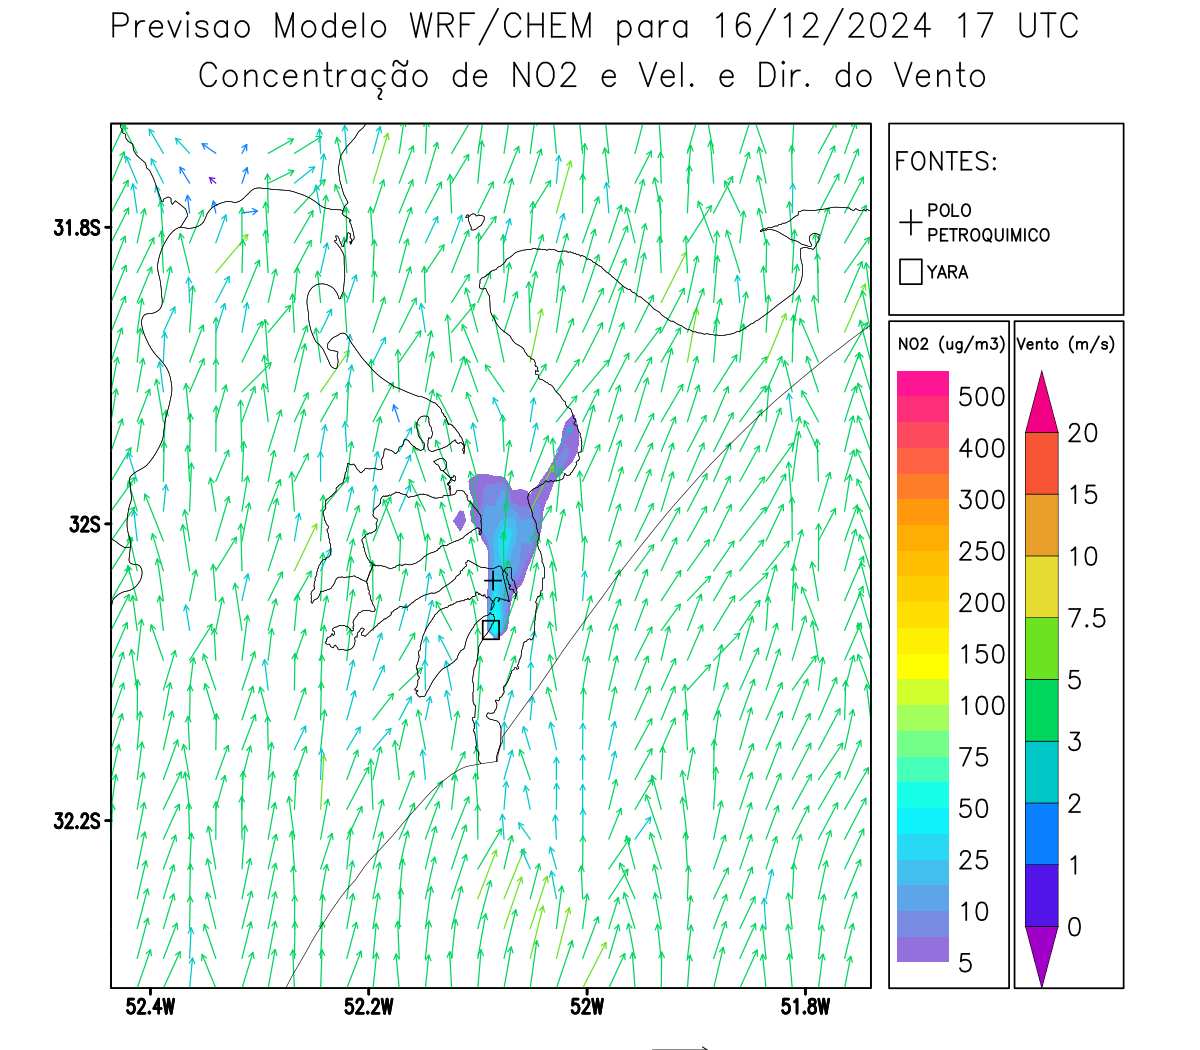 Previsao Modelo WRF/CHEM para 16/12/2024 17 UTC
Concentração de NO2 e Vel. e Dir. do Vento
FONTES:
POLO
PETROQUIMICO
YARA
NO2 (ug/m3)
500
400
300
250
200
150
100
75
50
25
10
5
Vento (m/s)
20
15
10
7.5
5
3
2
1
0
31.8S
32S
32.2S
52.4W
52.2W
52W
51.8W